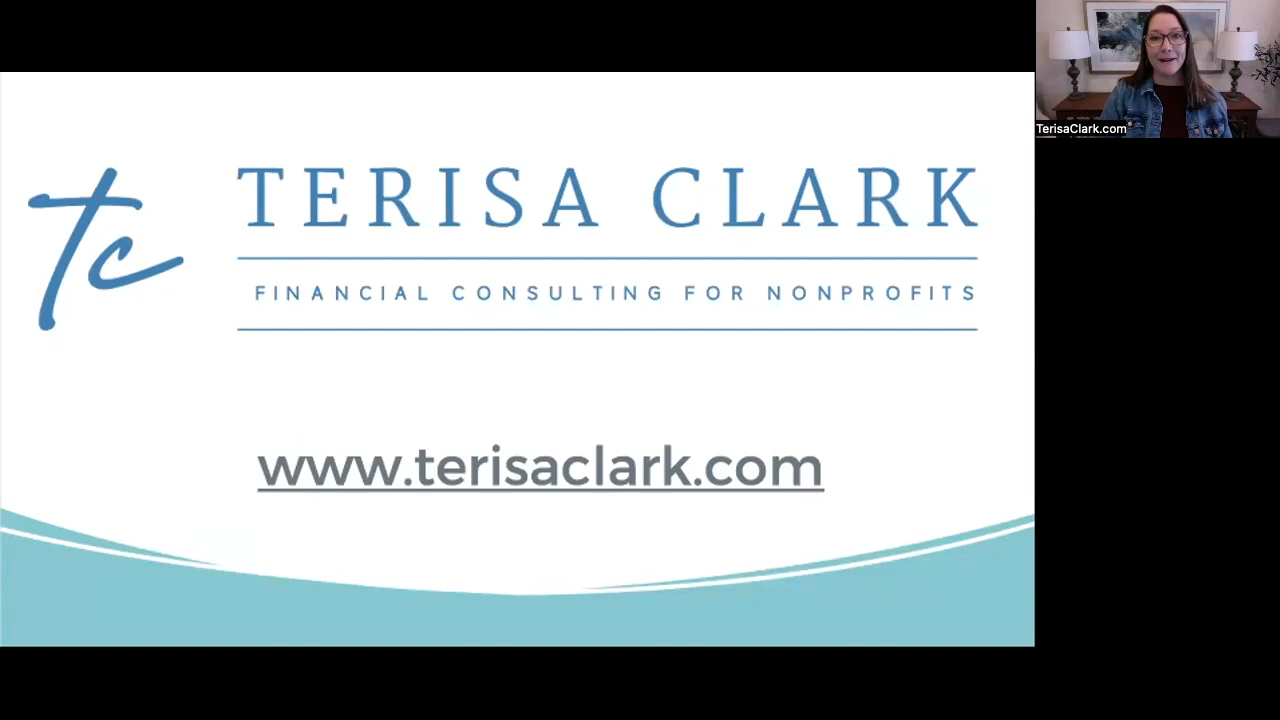 TerisaClark.com
tc
TERISA CLARK
FINANCIAL CONSULTING FOR NONPROFITS
www.terisaclark.com